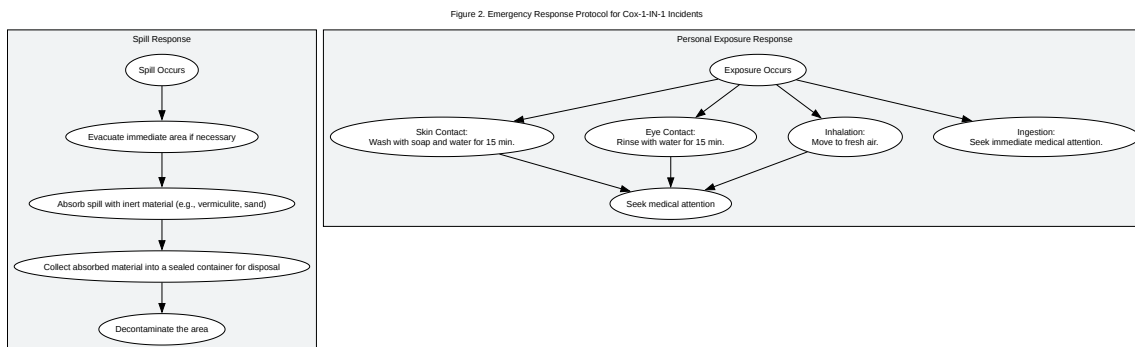 Figure 2. Emergency Response Protocol for Cox-1-IN-1 Incidents
Spill Response
Spill Occurs
Evacuate immediate area if necessary
Absorb spill with inert material (e.g., vermiculite, sand)
Collect absorbed material into a sealed container for disposal
Decontaminate the area
Personal Exposure Response
Exposure Occurs
Skin Contact:
Wash with soap and water for 15 min.
Eye Contact:
Rinse with water for 15 min.
Inhalation:
Move to fresh air.
Ingestion:
Seek immediate medical attention.
Seek medical attention